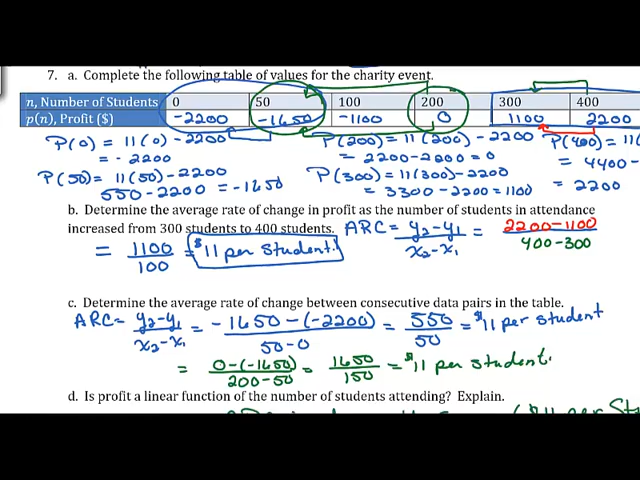 7. a. Complete the following table of values for the charity event.
n, Number of Students 0 50 100 200 300 400
p(n), Profit ($) -2200 -1650 -1100 0 1100 2200
P(0) = 11(0) -2200 P(200) = 11(200) -2200 P(400) = 11(
= -2200 = 2200-2200 = 0 = 4400-
P(50) = 11(50) -2200 P(300) = 11(300) -2200 = 2200
550 -2200 = -1650 = 3300 -2200 = 1100
b. Determine the average rate of change in profit as the number of students in attendance
increased from 300 students to 400 students. ARC = y2-y1 / x2-x1 = 2200-1100 / 400-300
= 1100 / 100 = $11 per student.
c. Determine the average rate of change between consecutive data pairs in the table.
ARC = y2-y1 / x2-x1 = -1650 -(-2200) / 50-0 = 550 / 50 = $11 per student
= 0-(-1650) / 200-50 = 1650 / 150 = $11 per student.
d. Is profit a linear function of the number of students attending? Explain.
($11 per Stu